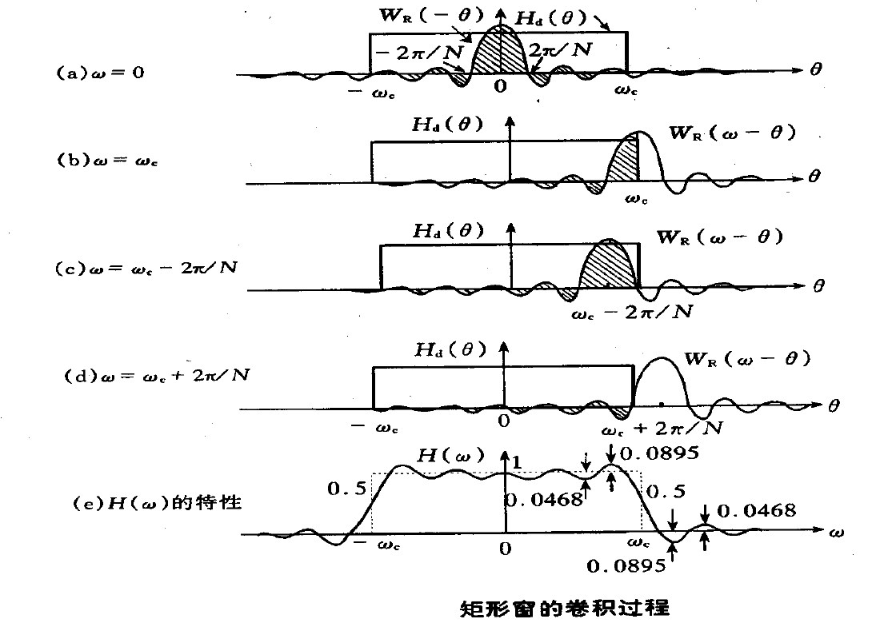 W_R(-θ) H_d(θ)
-2π/N 2π/N
(a)ω=0
-ω_c 0 ω_c θ
H_d(θ) W_R(ω-θ)
(b)ω=ω_c
ω_c θ
H_d(θ) W_R(ω-θ)
(c)ω=ω_c-2π/N
ω_c-2π/N θ
H_d(θ) W_R(ω-θ)
(d)ω=ω_c+2π/N
-ω_c 0 ω_c+2π/N θ
H(ω) 1 0.0895
0.5 0.0468 0.5
(e)H(ω)的特性 0.0468
-ω_c 0 ω_c ω
0.0895
矩形窗的卷积过程